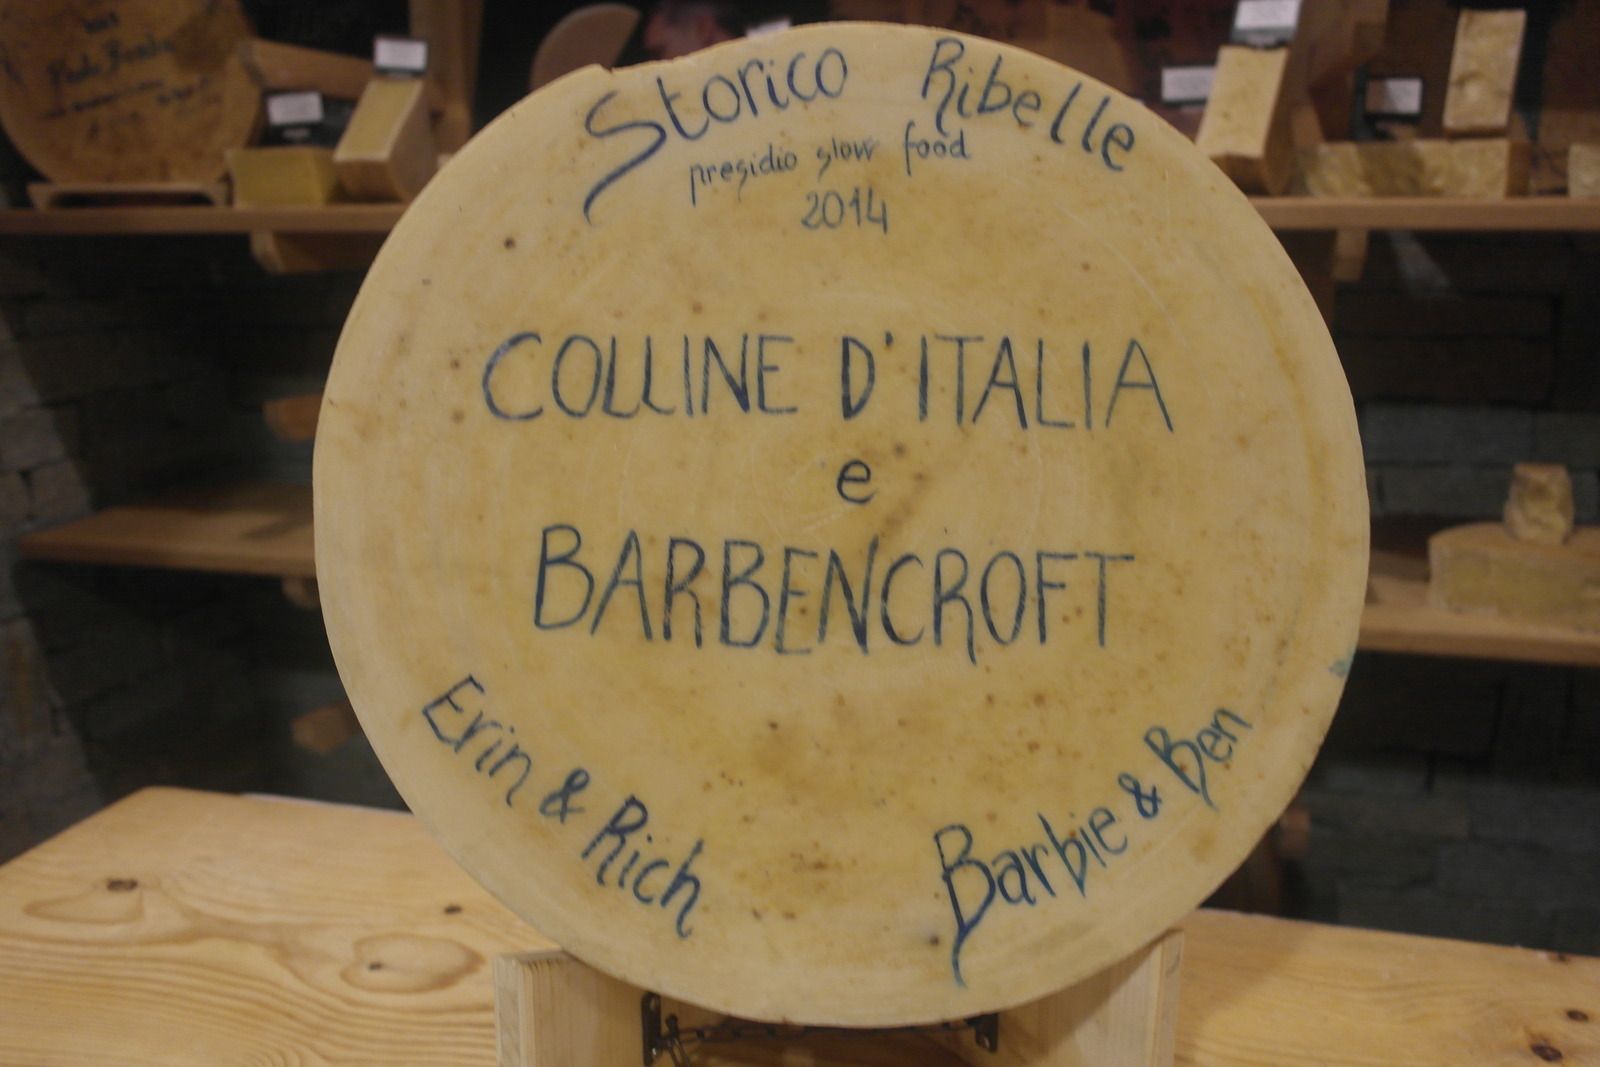 Storico Ribelle
presidio slow food
2014
COLLINE D'ITALIA
e
BARBENCROFT
Erin & Rich
Barbie & Ben